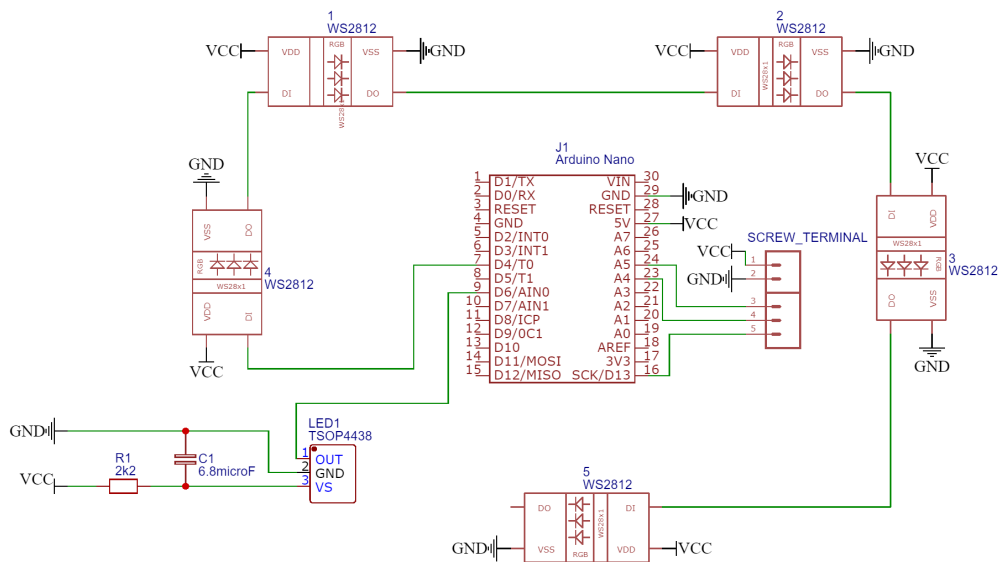 1
WS2812
VCC
VDD
RGB
VSS
GND
DI
WS28x1
DO
2
WS2812
VCC
VDD
RGB
VSS
GND
DI
WS28x1
DO
GND
VSS
DO
RGB
WS28x1
4
WS2812
VDD
DI
VCC
J1
Arduino Nano
1 D1/TX VIN 30
2 D0/RX GND 29
3 RESET RESET 28
4 GND 5V 27
5 D2/INT0 A7 26
6 D3/INT1 A6 25
7 D4/T0 A5 24
8 D5/T1 A4 23
9 D6/AIN0 A3 22
10 D7/AIN1 A2 21
11 D8/ICP A1 20
12 D9/0C1 A0 19
13 D10 AREF 18
14 D11/MOSI 3V3 17
15 D12/MISO SCK/D13 16
GND
VCC
SCREW_TERMINAL
VCC
GND
1
2
3
4
5
VCC
DI
VDD
WS28x1
RGB
3
WS2812
DO
VSS
GND
GND
VCC
R1
2k2
C1
6.8microF
LED1
TSOP4438
1 OUT
2 GND
3 VS
5
WS2812
DO
DI
WS28x1
GND
VSS
RGB
VDD
VCC